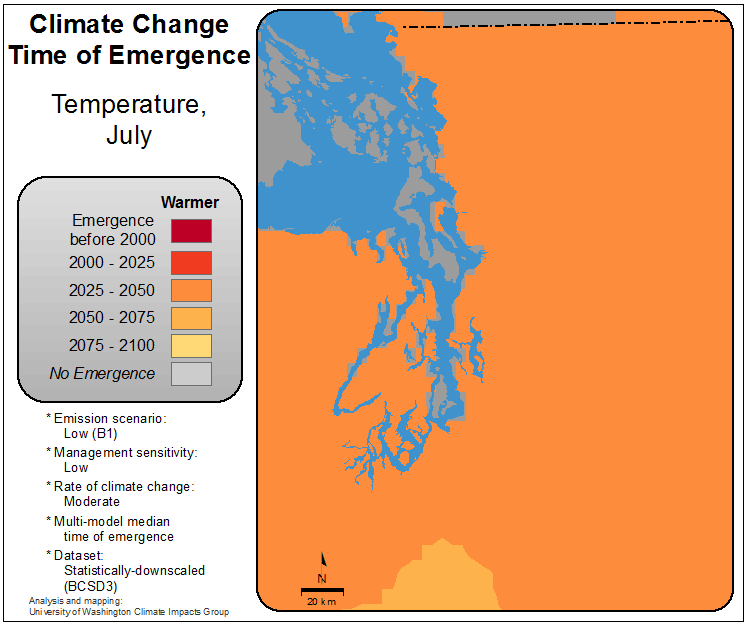 Climate Change
Time of Emergence
Temperature,
July
Warmer
Emergence
before 2000
2000 - 2025
2025 - 2050
2050 - 2075
2075 - 2100
No Emergence
* Emission scenario:
Low (B1)
* Management sensitivity:
Low
* Rate of climate change:
Moderate
* Multi-model median
time of emergence
* Dataset:
Statistically-downscaled
(BCSD3)
Analysis and mapping:
University of Washington Climate Impacts Group
N
20 km